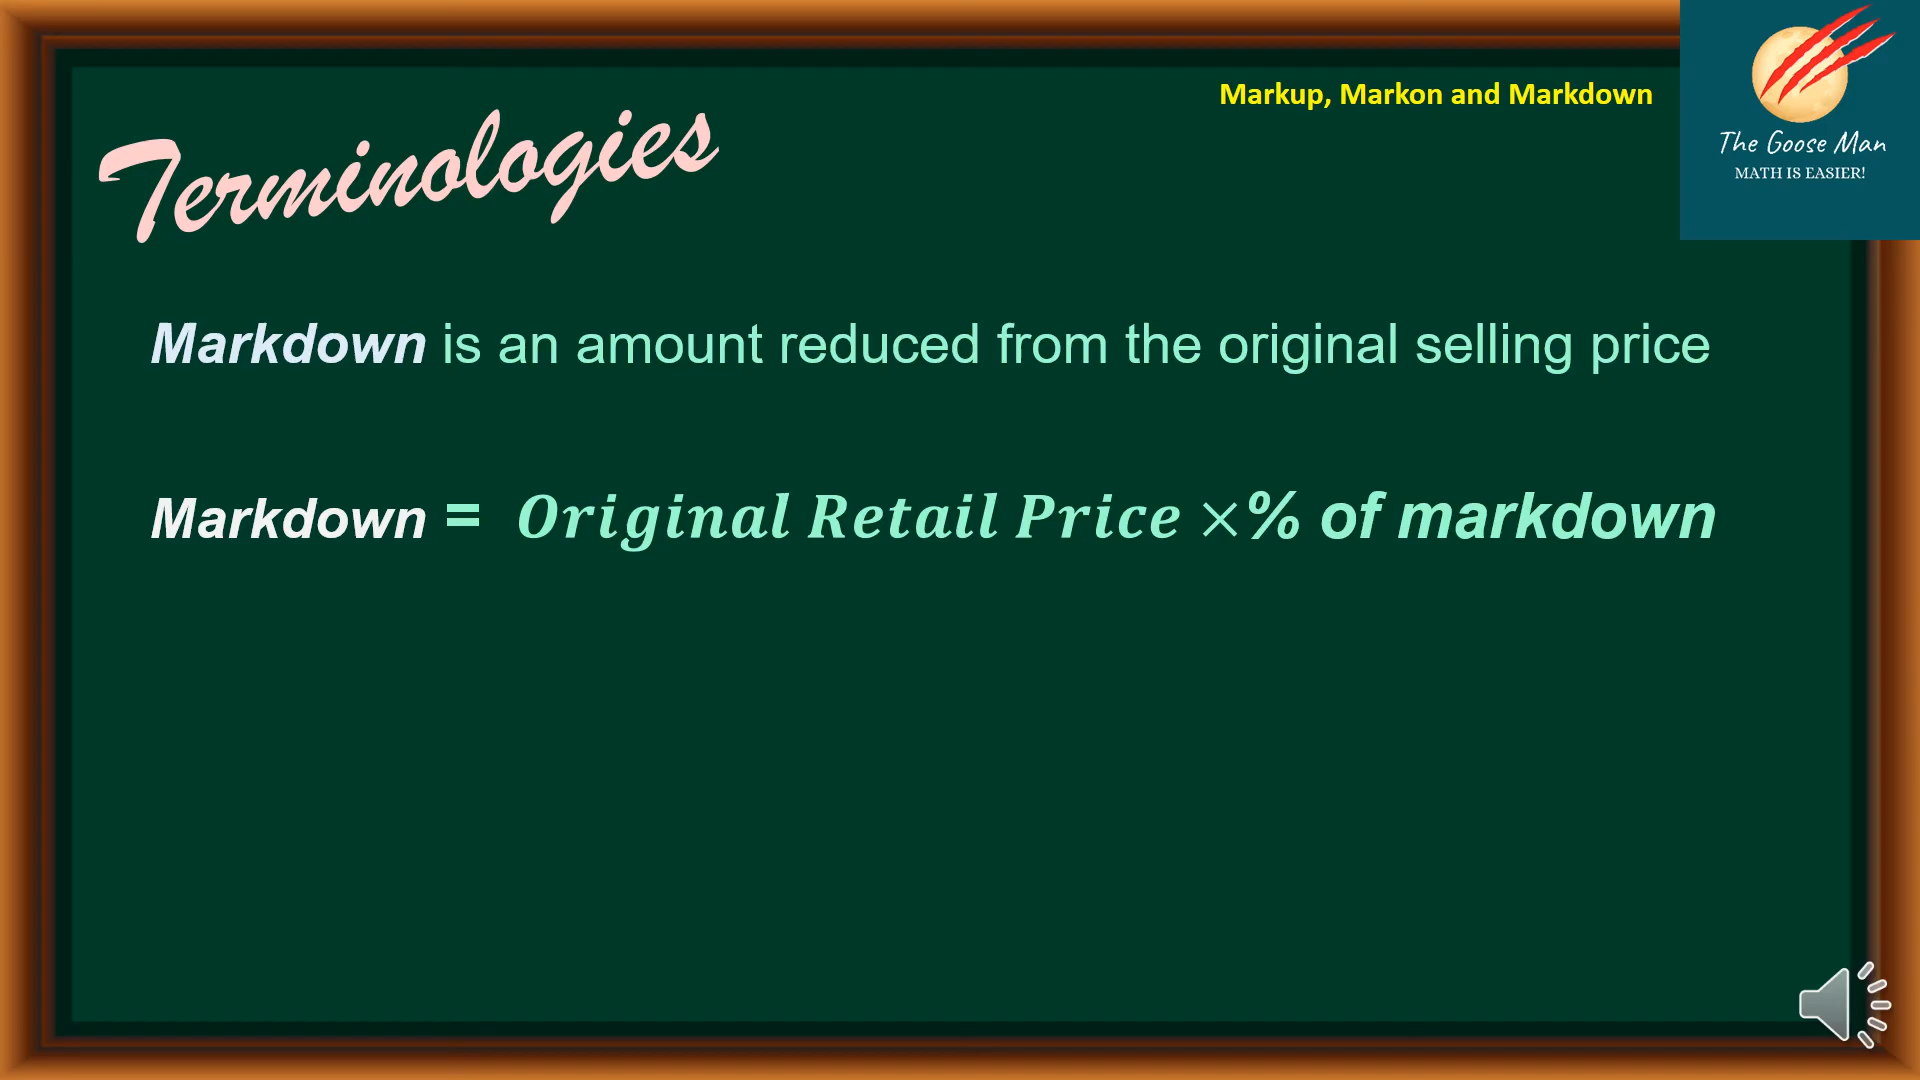 Markup, Markon and Markdown
The Goose Man
MATH IS EASIER!
Terminologies
Markdown is an amount reduced from the original selling price
Markdown = Original Retail Price ×% of markdown